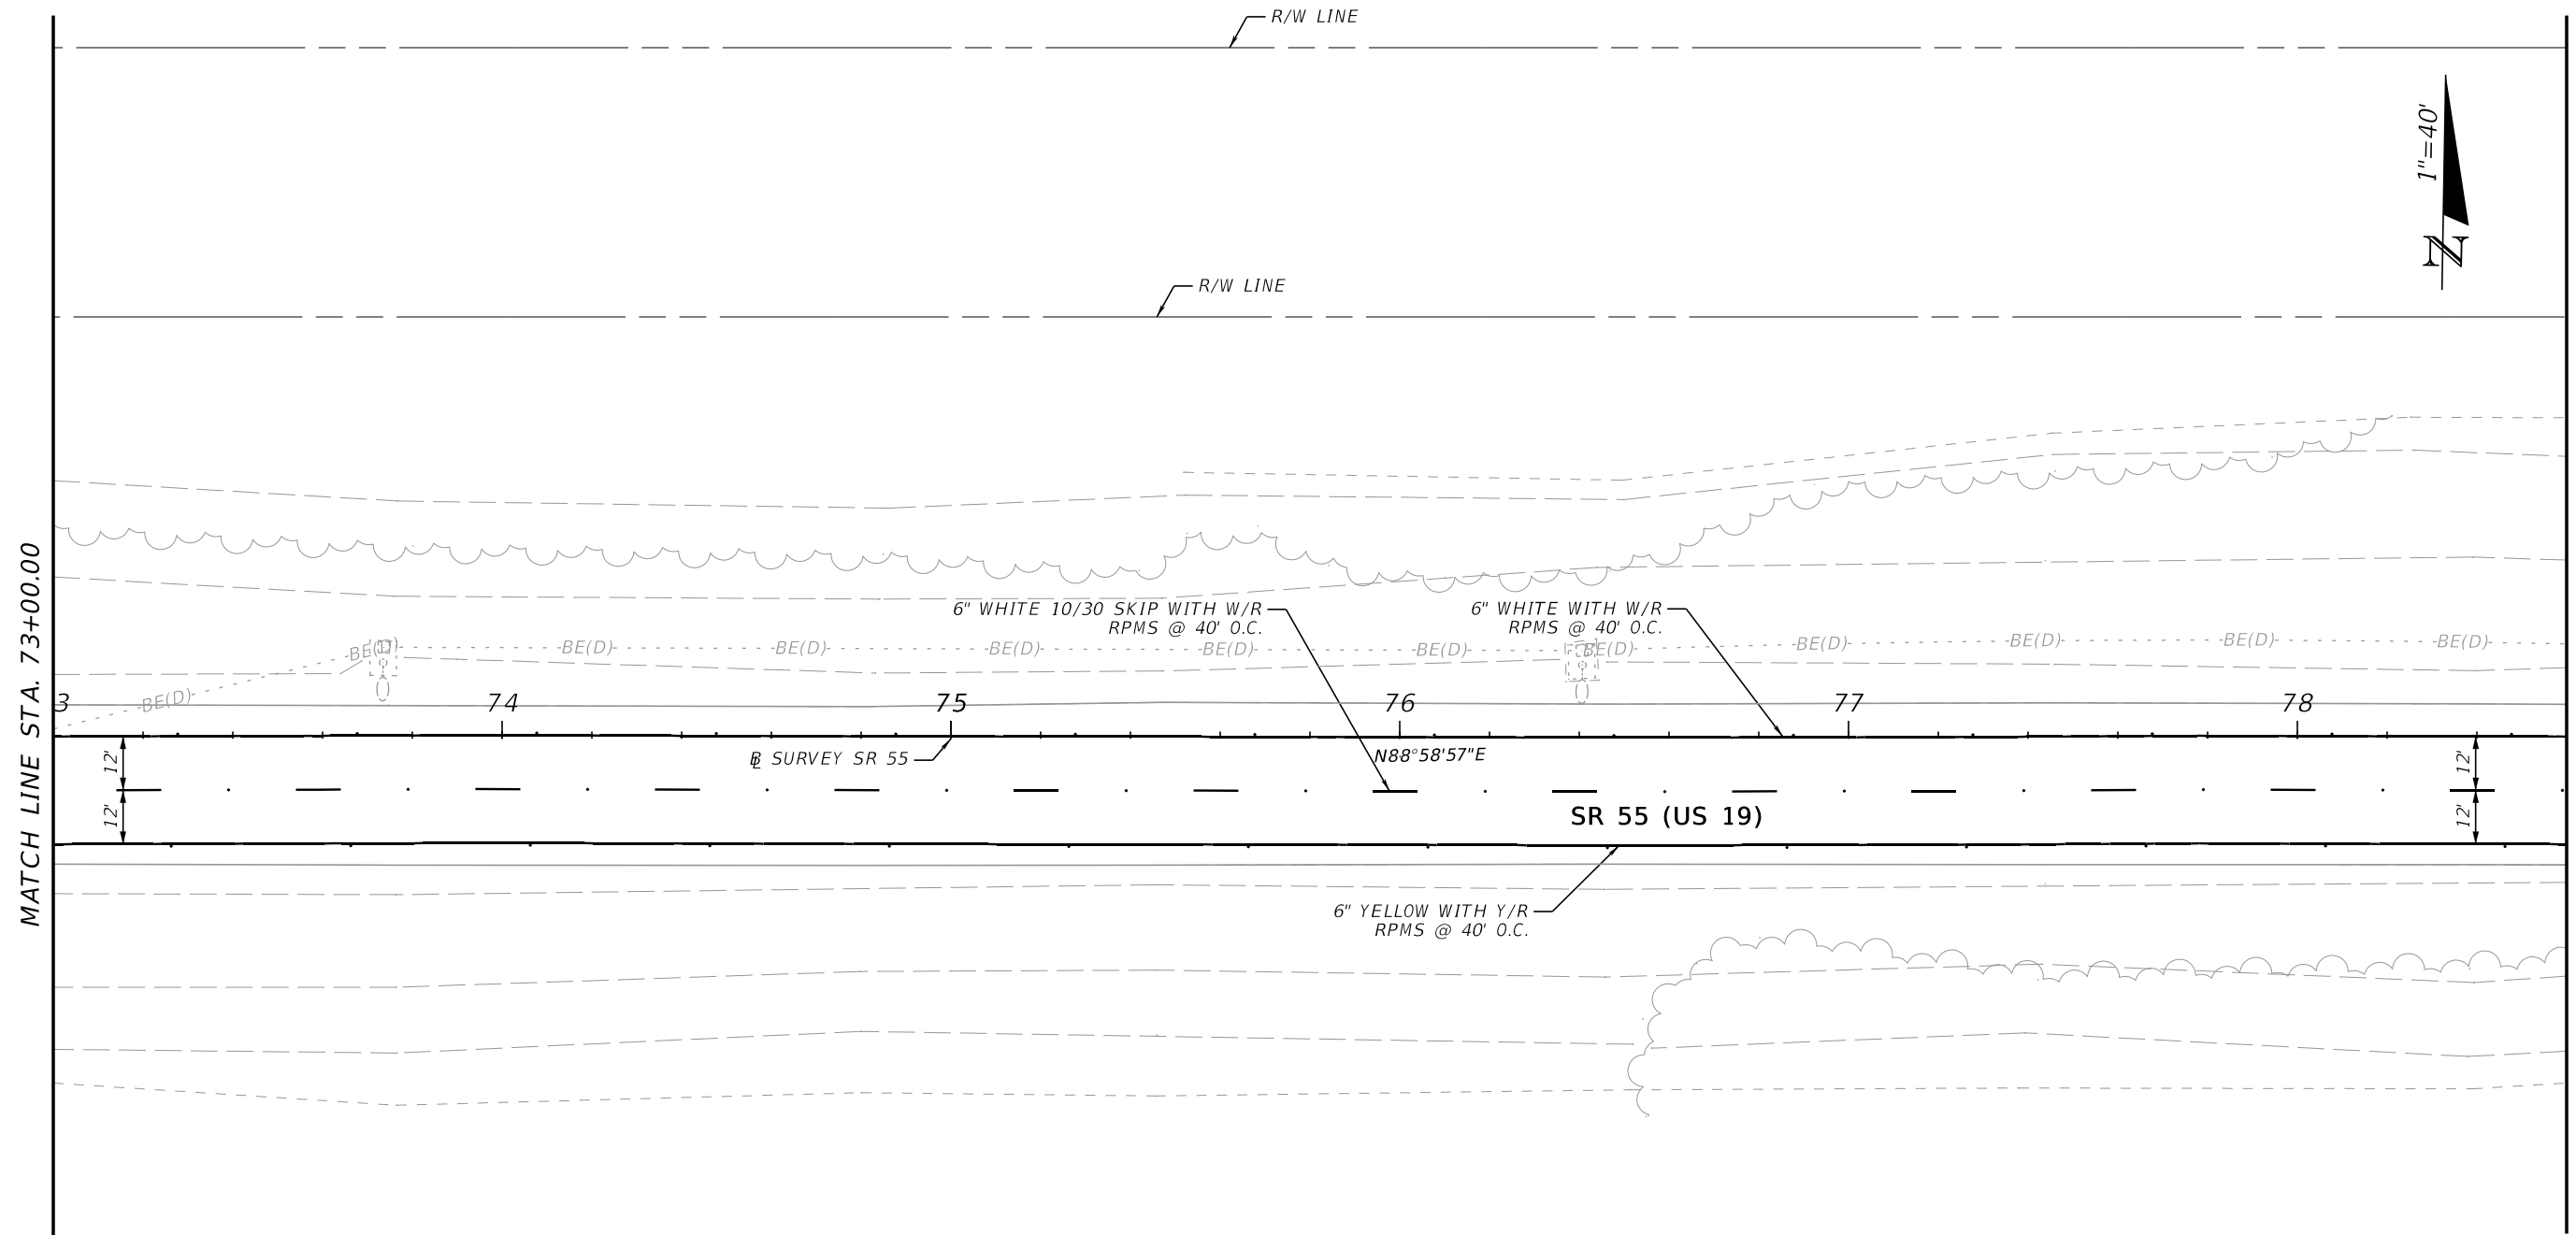 R/W LINE
1"=40'
N
R/W LINE
6" WHITE 10/30 SKIP WITH W/R
RPMS @ 40' O.C.
6" WHITE WITH W/R
RPMS @ 40' O.C.
BE(D) BE(D) BE(D) BE(D) BE(D) BE(D) BE(D) BE(D) BE(D) BE(D) BE(D)
BE(D)
3 74 75 76 77 78
MATCH LINE STA. 73+00.00
BL SURVEY SR 55
N88°58'57"E
12' 12'
12' 12'
SR 55 (US 19)
6" YELLOW WITH Y/R
RPMS @ 40' O.C.